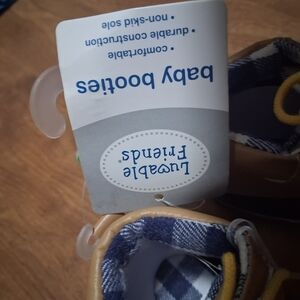 Luvable
Friends
baby booties
• comfortable
• durable construction
• non-skid sole